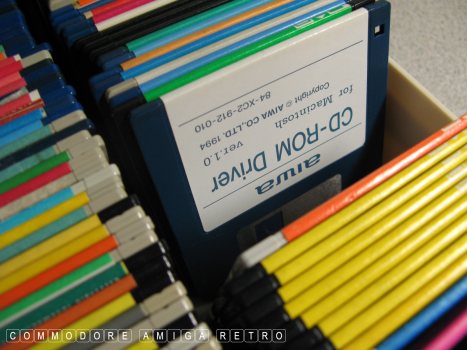 aiwa
CD-ROM Driver
for Macintosh ver.1.0
Copyright © AIWA CO.,LTD. 1994
84-XC2-912-010
COMMODORE AMIGA RETRO